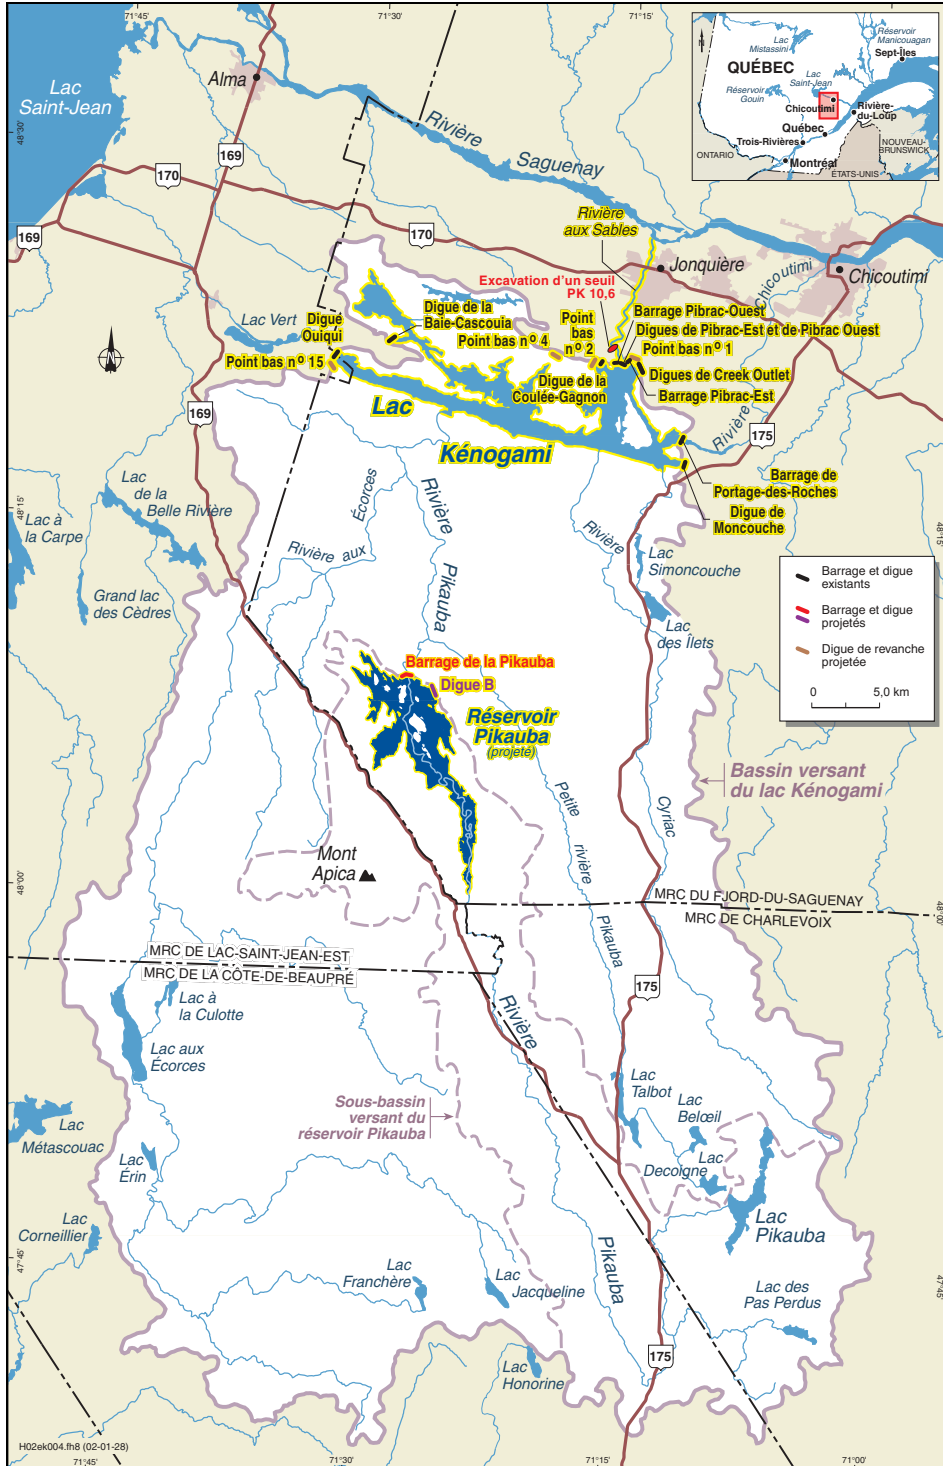 71°45'
71°30'
71°15'
Lac
Saint-Jean
Alma
48°30'
169
170
169
Rivière
Saguenay
Rivière
aux Sables
170
Jonquière
Chicoutimi
Chicoutimi
N
QUÉBEC
Lac
Mistassini
Réservoir
Manicouagan
Sept-Îles
Lac
Saint-Jean
Réservoir
Gouin
Chicoutimi
Rivière-
du-Loup
Québec
Trois-Rivières
Montréal
ONTARIO
ÉTATS-UNIS
NOUVEAU-
BRUNSWICK
Excavation d'un seuil
PK 10,6
Lac Vert
Digue
Ouiqui
Point bas nº 15
Digue de la
Baie-Cascouia
Point bas nº 4
Point
bas
nº 2
Barrage Pibrac-Ouest
Digues de Pibrac-Est et de Pibrac Ouest
Point bas nº 1
Digues de Creek Outlet
Barrage Pibrac-Est
Digue de la
Coulée-Gagnon
Lac
Kénogami
Rivière
175
169
Barrage de
Portage-des-Roches
Digue de
Moncouche
Lac
de la
Belle Rivière
Lac à
la Carpe
48°15'
48°15'
Grand lac
des Cèdres
Rivière aux
Écorces
Rivière
Pikauba
Rivière
Lac
Simoncouche
Lac
des Îlets
Barrage et digue
existants
Barrage et digue
projetés
Digue de revanche
projetée
0
5,0 km
Barrage de la Pikauba
Digue B
Réservoir
Pikauba
(projeté)
Bassin versant
du lac Kénogami
Petite
rivière
Pikauba
Cyriac
Mont
Apica
48°00'
48°00'
MRC DU FJORD-DU-SAGUENAY
MRC DE CHARLEVOIX
MRC DE LAC-SAINT-JEAN-EST
MRC DE LA CÔTE-DE-BEAUPRÉ
175
Lac à
la Culotte
Lac aux
Écorces
Rivière
Lac
Talbot
Lac
Belœil
Lac
Decoigne
Sous-bassin
versant du
réservoir Pikauba
Lac
Métascouac
Lac
Érin
Lac
Pikauba
Lac
Corneillier
47°45'
47°45'
Lac
Franchère
Lac
Jacqueline
Pikauba
Lac des
Pas Perdus
175
Lac
Honorine
H02ek004.fh8 (02-01-28)
71°45'
71°30'
71°15'
71°00'